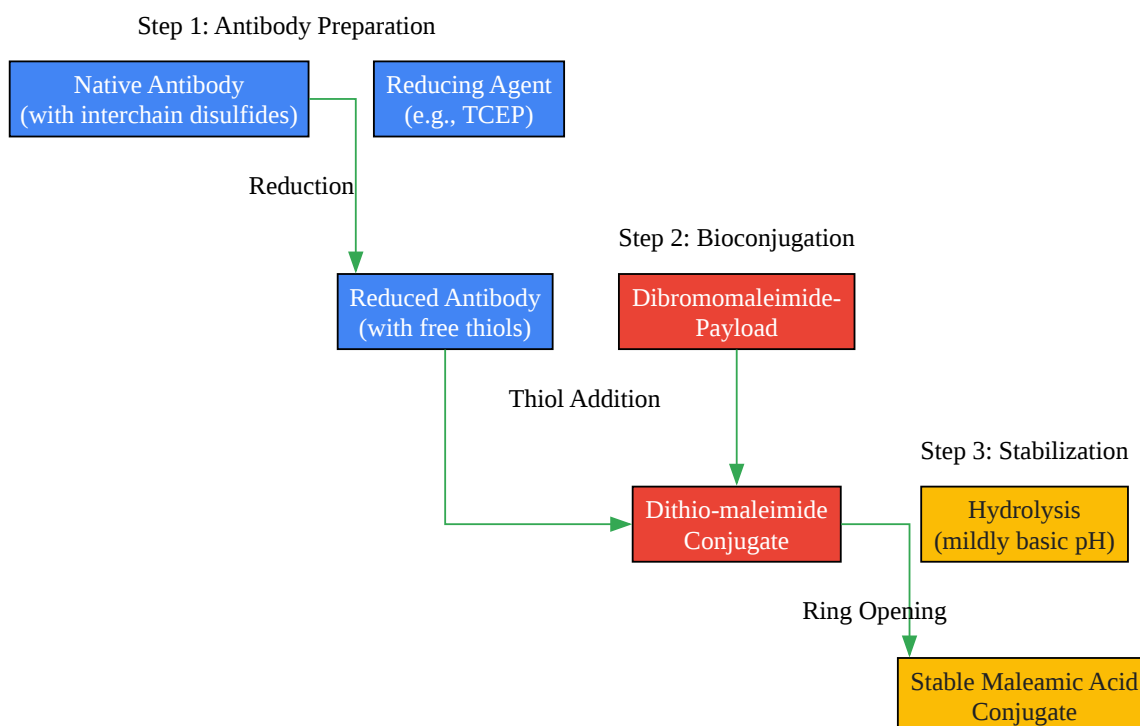 Step 1: Antibody Preparation
Native Antibody
(with interchain disulfides)
Reducing Agent
(e.g., TCEP)
Reduction
Step 2: Bioconjugation
Reduced Antibody
(with free thiols)
Dibromomaleimide-
Payload
Thiol Addition
Step 3: Stabilization
Dithio-maleimide
Conjugate
Hydrolysis
(mildly basic pH)
Ring Opening
Stable Maleamic Acid
Conjugate